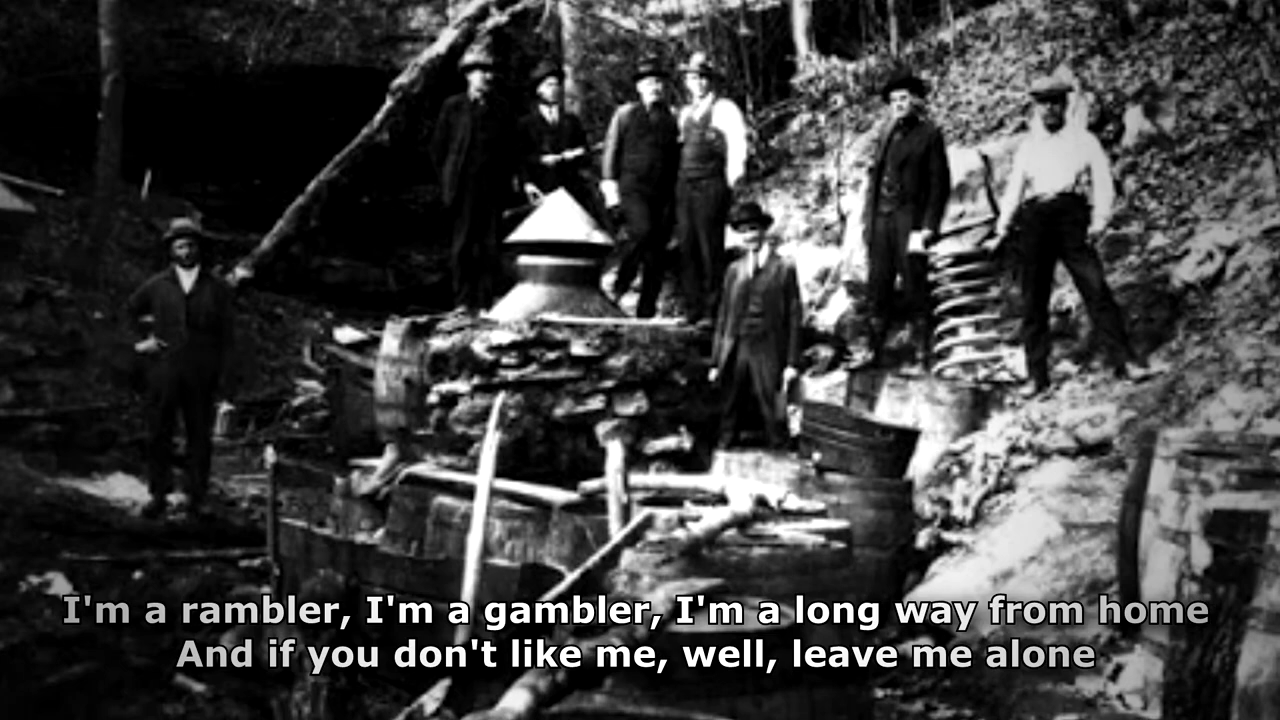 I'm a rambler, I'm a gambler, I'm a long way from home
And if you don't like me, well, leave me alone